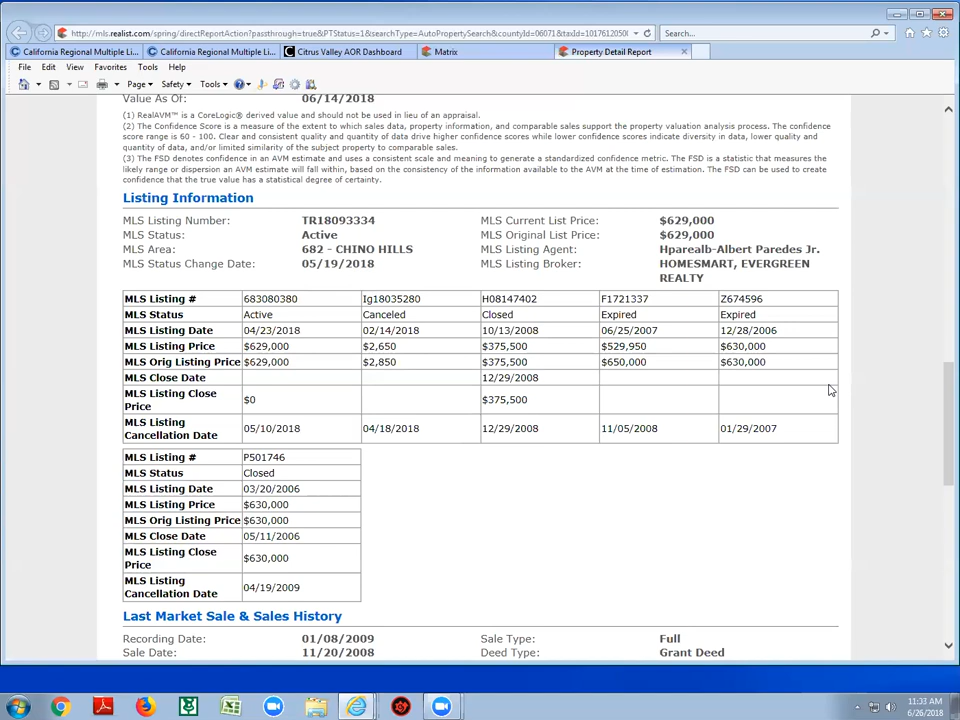 http://mls.realist.com/spring/directReportAction?passthrough=true&PTStatus=1&searchType=AutoPropertySearch&countyId=06071&taxId=10176120500
Search...
California Regional Multiple L...
California Regional Multiple Li...
Citrus Valley AOR Dashboard
Matrix
Property Detail Report
File Edit View Favorites Tools Help
Page Safety Tools
Value As Of: 06/14/2018
(1) RealAVM™ is a CoreLogic® derived value and should not be used in lieu of an appraisal.
(2) The Confidence Score is a measure of the extent to which sales data, property information, and comparable sales support the property valuation analysis process. The confidence
score range is 60 - 100. Clear and consistent quality and quantity of data drive higher confidence scores while lower confidence scores indicate diversity in data, lower quality and
quantity of data, and/or limited similarity of the subject property to comparable sales.
(3) The FSD denotes confidence in an AVM estimate and uses a consistent scale and meaning to generate a standardized confidence metric. The FSD is a statistic that measures the
likely range or dispersion an AVM estimate will fall within, based on the consistency of the information available to the AVM at the time of estimation. The FSD can be used to create
confidence that the true value has a statistical degree of certainty.
Listing Information
MLS Listing Number: TR18093334 MLS Current List Price: $629,000
MLS Status: Active MLS Original List Price: $629,000
MLS Area: 682 - CHINO HILLS MLS Listing Agent: Hparealb-Albert Paredes Jr.
MLS Status Change Date: 05/19/2018 MLS Listing Broker: HOMESMART, EVERGREEN
REALTY
MLS Listing # 683080380 Ig18035280 H08147402 F1721337 Z674596
MLS Status Active Canceled Closed Expired Expired
MLS Listing Date 04/23/2018 02/14/2018 10/13/2008 06/25/2007 12/28/2006
MLS Listing Price $629,000 $2,650 $375,500 $529,950 $630,000
MLS Orig Listing Price $629,000 $2,850 $375,500 $650,000 $630,000
MLS Close Date 12/29/2008
MLS Listing Close
Price $0 $375,500
MLS Listing
Cancellation Date 05/10/2018 04/18/2018 12/29/2008 11/05/2008 01/29/2007
MLS Listing # P501746
MLS Status Closed
MLS Listing Date 03/20/2006
MLS Listing Price $630,000
MLS Orig Listing Price $630,000
MLS Close Date 05/11/2006
MLS Listing Close
Price $630,000
MLS Listing
Cancellation Date 04/19/2009
Last Market Sale & Sales History
Recording Date: 01/08/2009 Sale Type: Full
Sale Date: 11/20/2008 Deed Type: Grant Deed
11:33 AM
6/26/2018